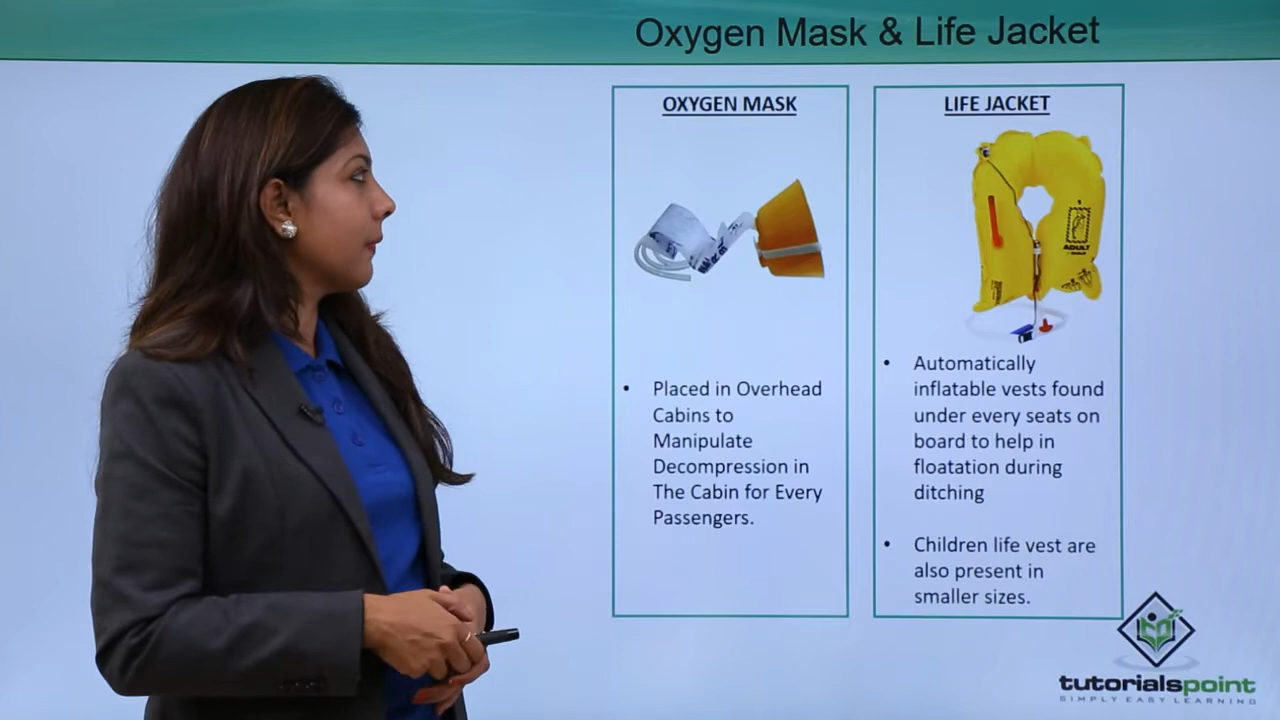 Oxygen Mask & Life Jacket
OXYGEN MASK
• Placed in Overhead
Cabins to
Manipulate
Decompression in
The Cabin for Every
Passengers.
LIFE JACKET
ADULT
• Automatically
inflatable vests found
under every seats on
board to help in
floatation during
ditching
• Children life vest are
also present in
smaller sizes.
tutorialspoint
SIMPLY EASY LEARNING